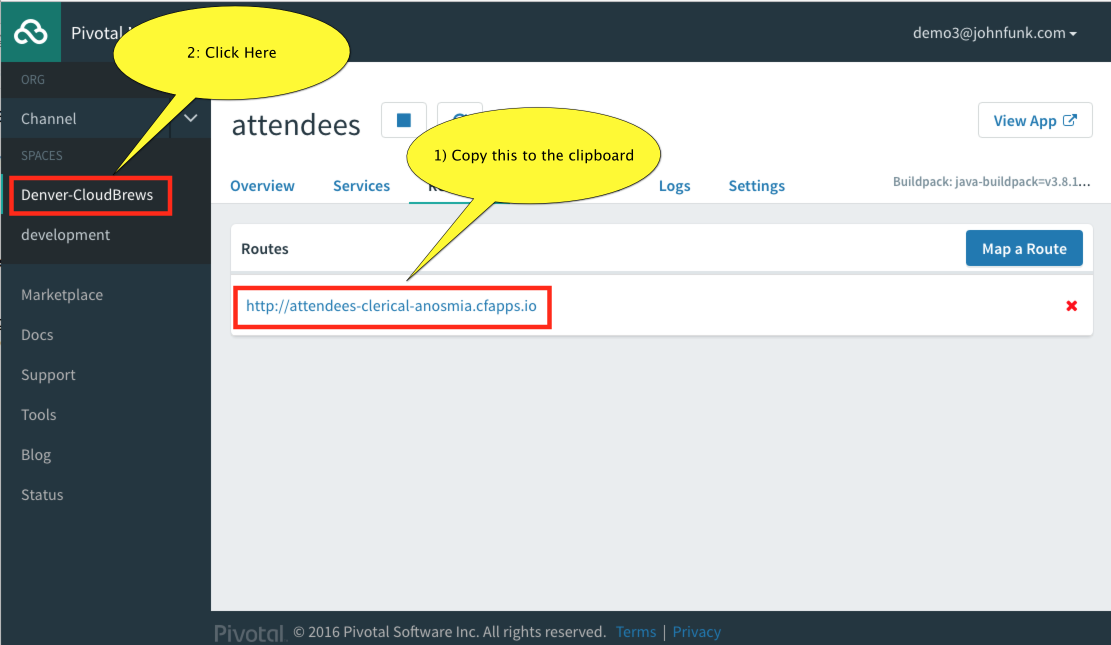 Pivotal
2: Click Here
demo3@johnfunk.com
ORG
Channel
SPACES
Denver-CloudBrews
development
Marketplace
Docs
Support
Tools
Blog
Status
attendees
View App
1) Copy this to the clipboard
Overview Services Logs Settings
Buildpack: java-buildpack=v3.8.1...
Routes
Map a Route
http://attendees-clerical-anosmia.cfapps.io
Pivotal. © 2016 Pivotal Software Inc. All rights reserved. Terms | Privacy